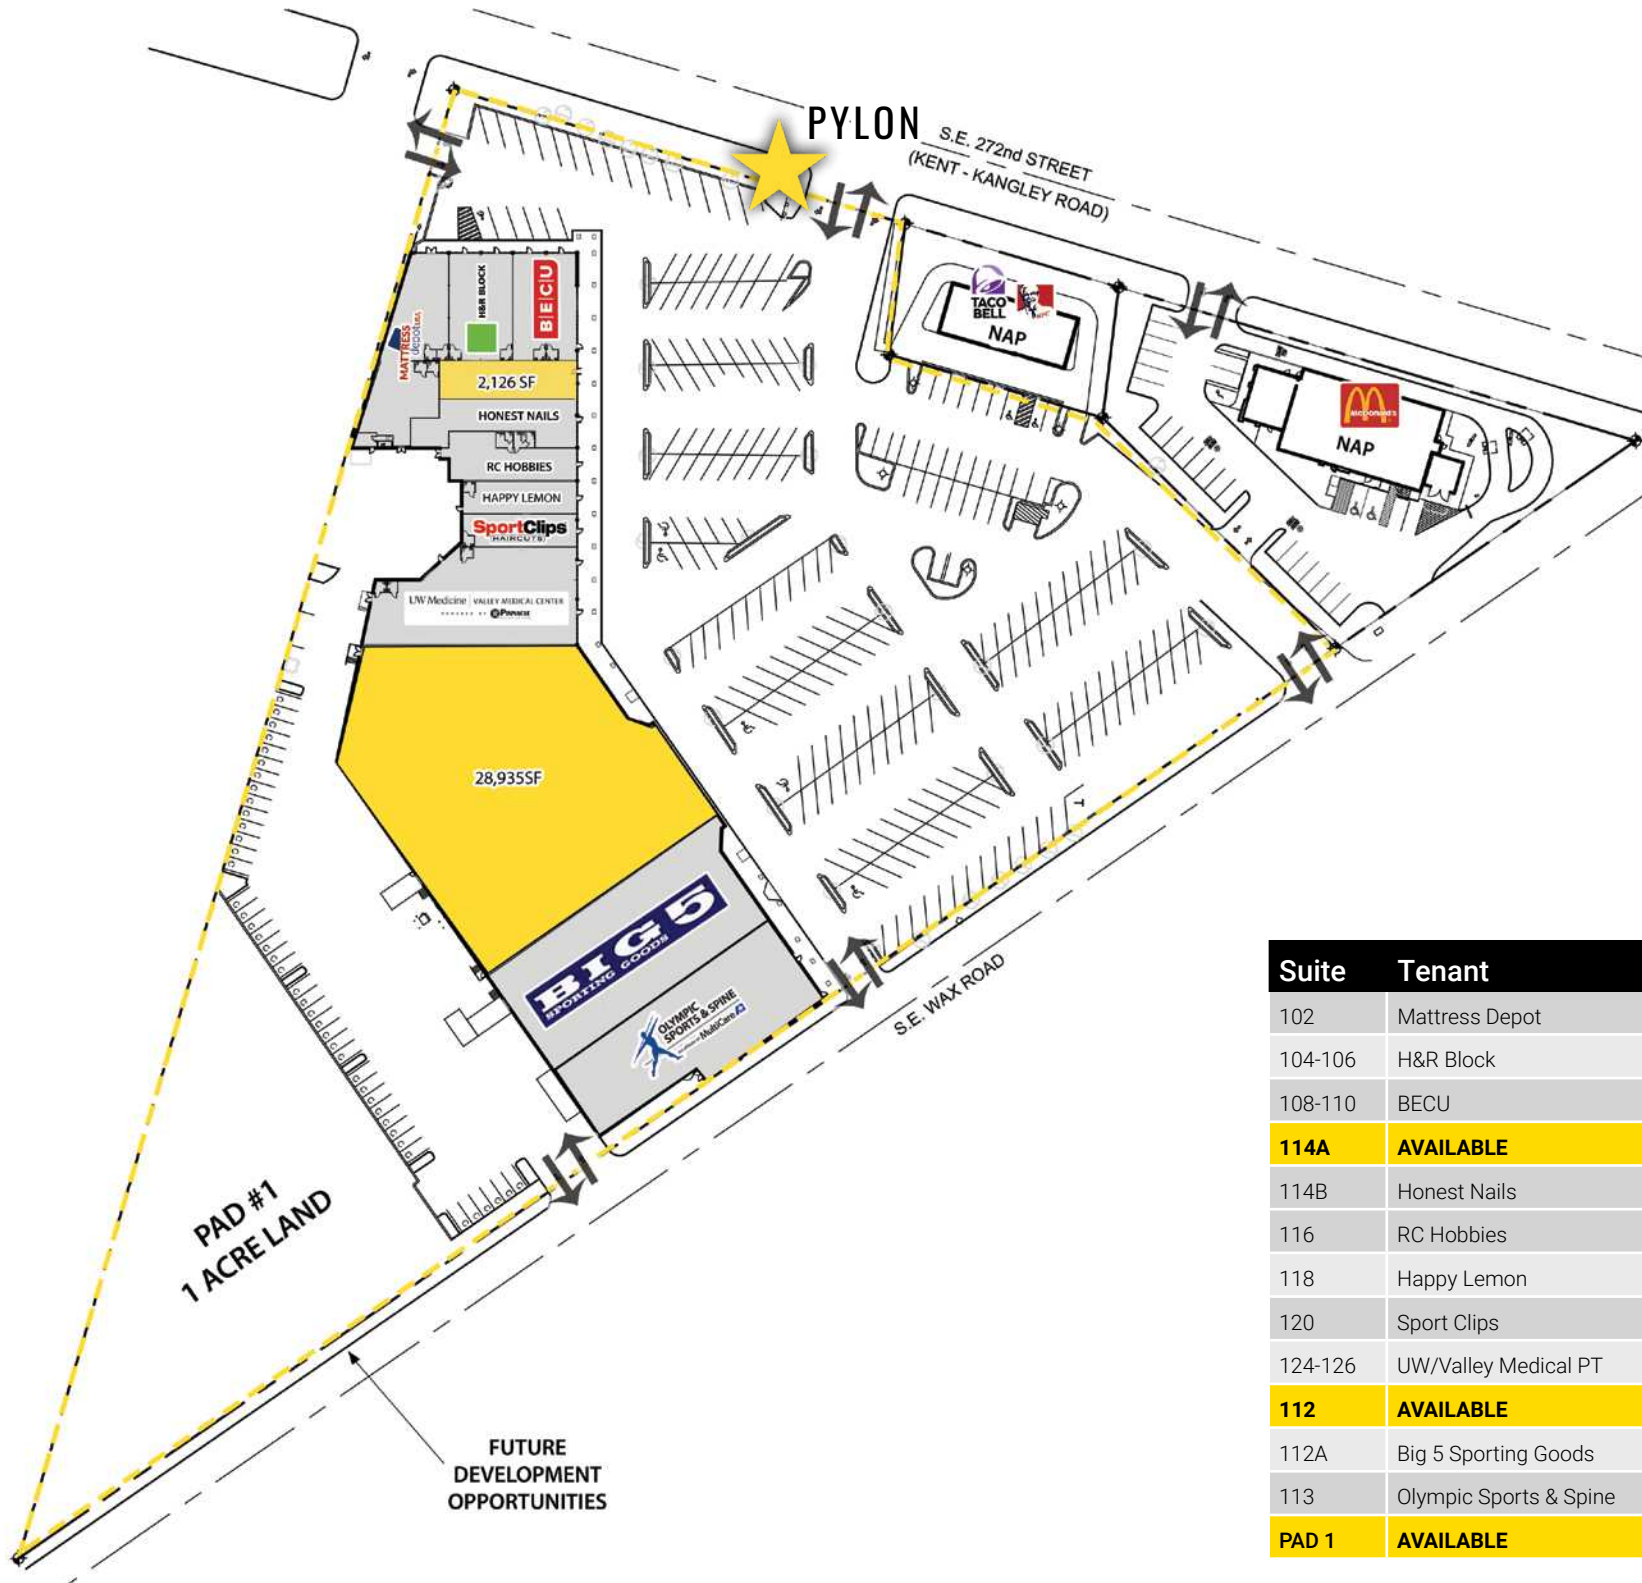 PYLON
S.E. 272nd STREET
(KENT - KANGLEY ROAD)
TACO
BELL
KFC
NAP
McDonald's
NAP
MATTRESS
depot USA
H&R BLOCK
BECU
2,126 SF
HONEST NAILS
RC HOBBIES
HAPPY LEMON
SportClips
HAIRCUTS
UW Medicine | VALLEY MEDICAL CENTER
28,935SF
BIG 5
SPORTING GOODS
OLYMPIC
SPORTS & SPINE
MultiCare
S.E. WAX ROAD
PAD #1
1 ACRE LAND
FUTURE
DEVELOPMENT
OPPORTUNITIES
Suite Tenant
102 Mattress Depot
104-106 H&R Block
108-110 BECU
114A AVAILABLE
114B Honest Nails
116 RC Hobbies
118 Happy Lemon
120 Sport Clips
124-126 UW/Valley Medical PT
112 AVAILABLE
112A Big 5 Sporting Goods
113 Olympic Sports & Spine
PAD 1 AVAILABLE